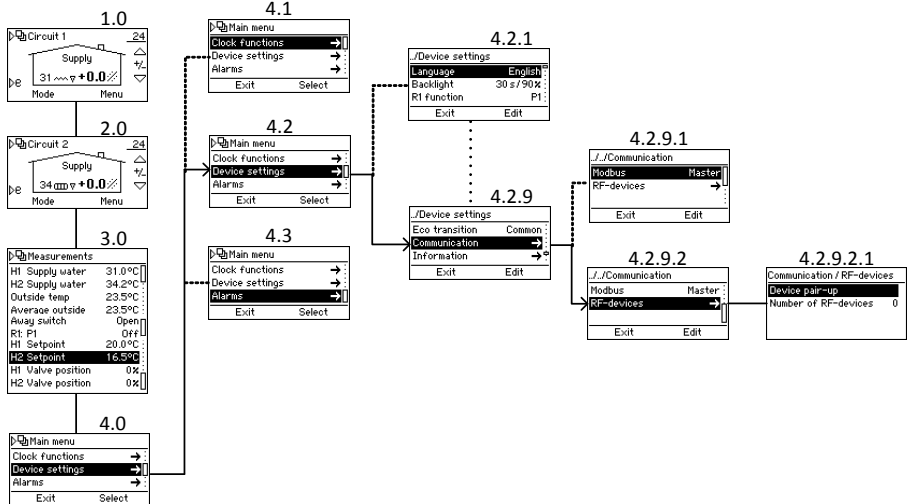 1.0
Circuit 1 24
Supply
+/-
e 31 +0.0
Mode Menu
2.0
Circuit 2 24
Supply
+/-
e 34 +0.0
Mode Menu
3.0
Measurements
H1 Supply water 31.0°C
H2 Supply water 34.2°C
Outside temp 23.5°C
Average outside 23.5°C
Away switch Open
R1: P1 Off
H1 Setpoint 20.0°C
H2 Setpoint 16.5°C
H1 Valve position 0%
H2 Valve position 0%
4.0
Main menu
Clock functions →
Device settings →
Alarms →
Exit Select
4.1
Main menu
Clock functions →
Device settings →
Alarms →
Exit Select
4.2
Main menu
Clock functions →
Device settings →
Alarms →
Exit Select
4.3
Main menu
Clock functions →
Device settings →
Alarms →
Exit Select
4.2.1
../Device settings
Language English
Backlight 30 s/90%
R1 function P1
Exit Edit
4.2.9
../Device settings
Eco transition Common
Communication →
Information →
Exit Edit
4.2.9.1
../../Communication
Modbus Master
RF-devices →
Exit Edit
4.2.9.2
../../Communication
Modbus Master
RF-devices →
Exit Edit
4.2.9.2.1
Communication / RF-devices
Device pair-up
Number of RF-devices 0